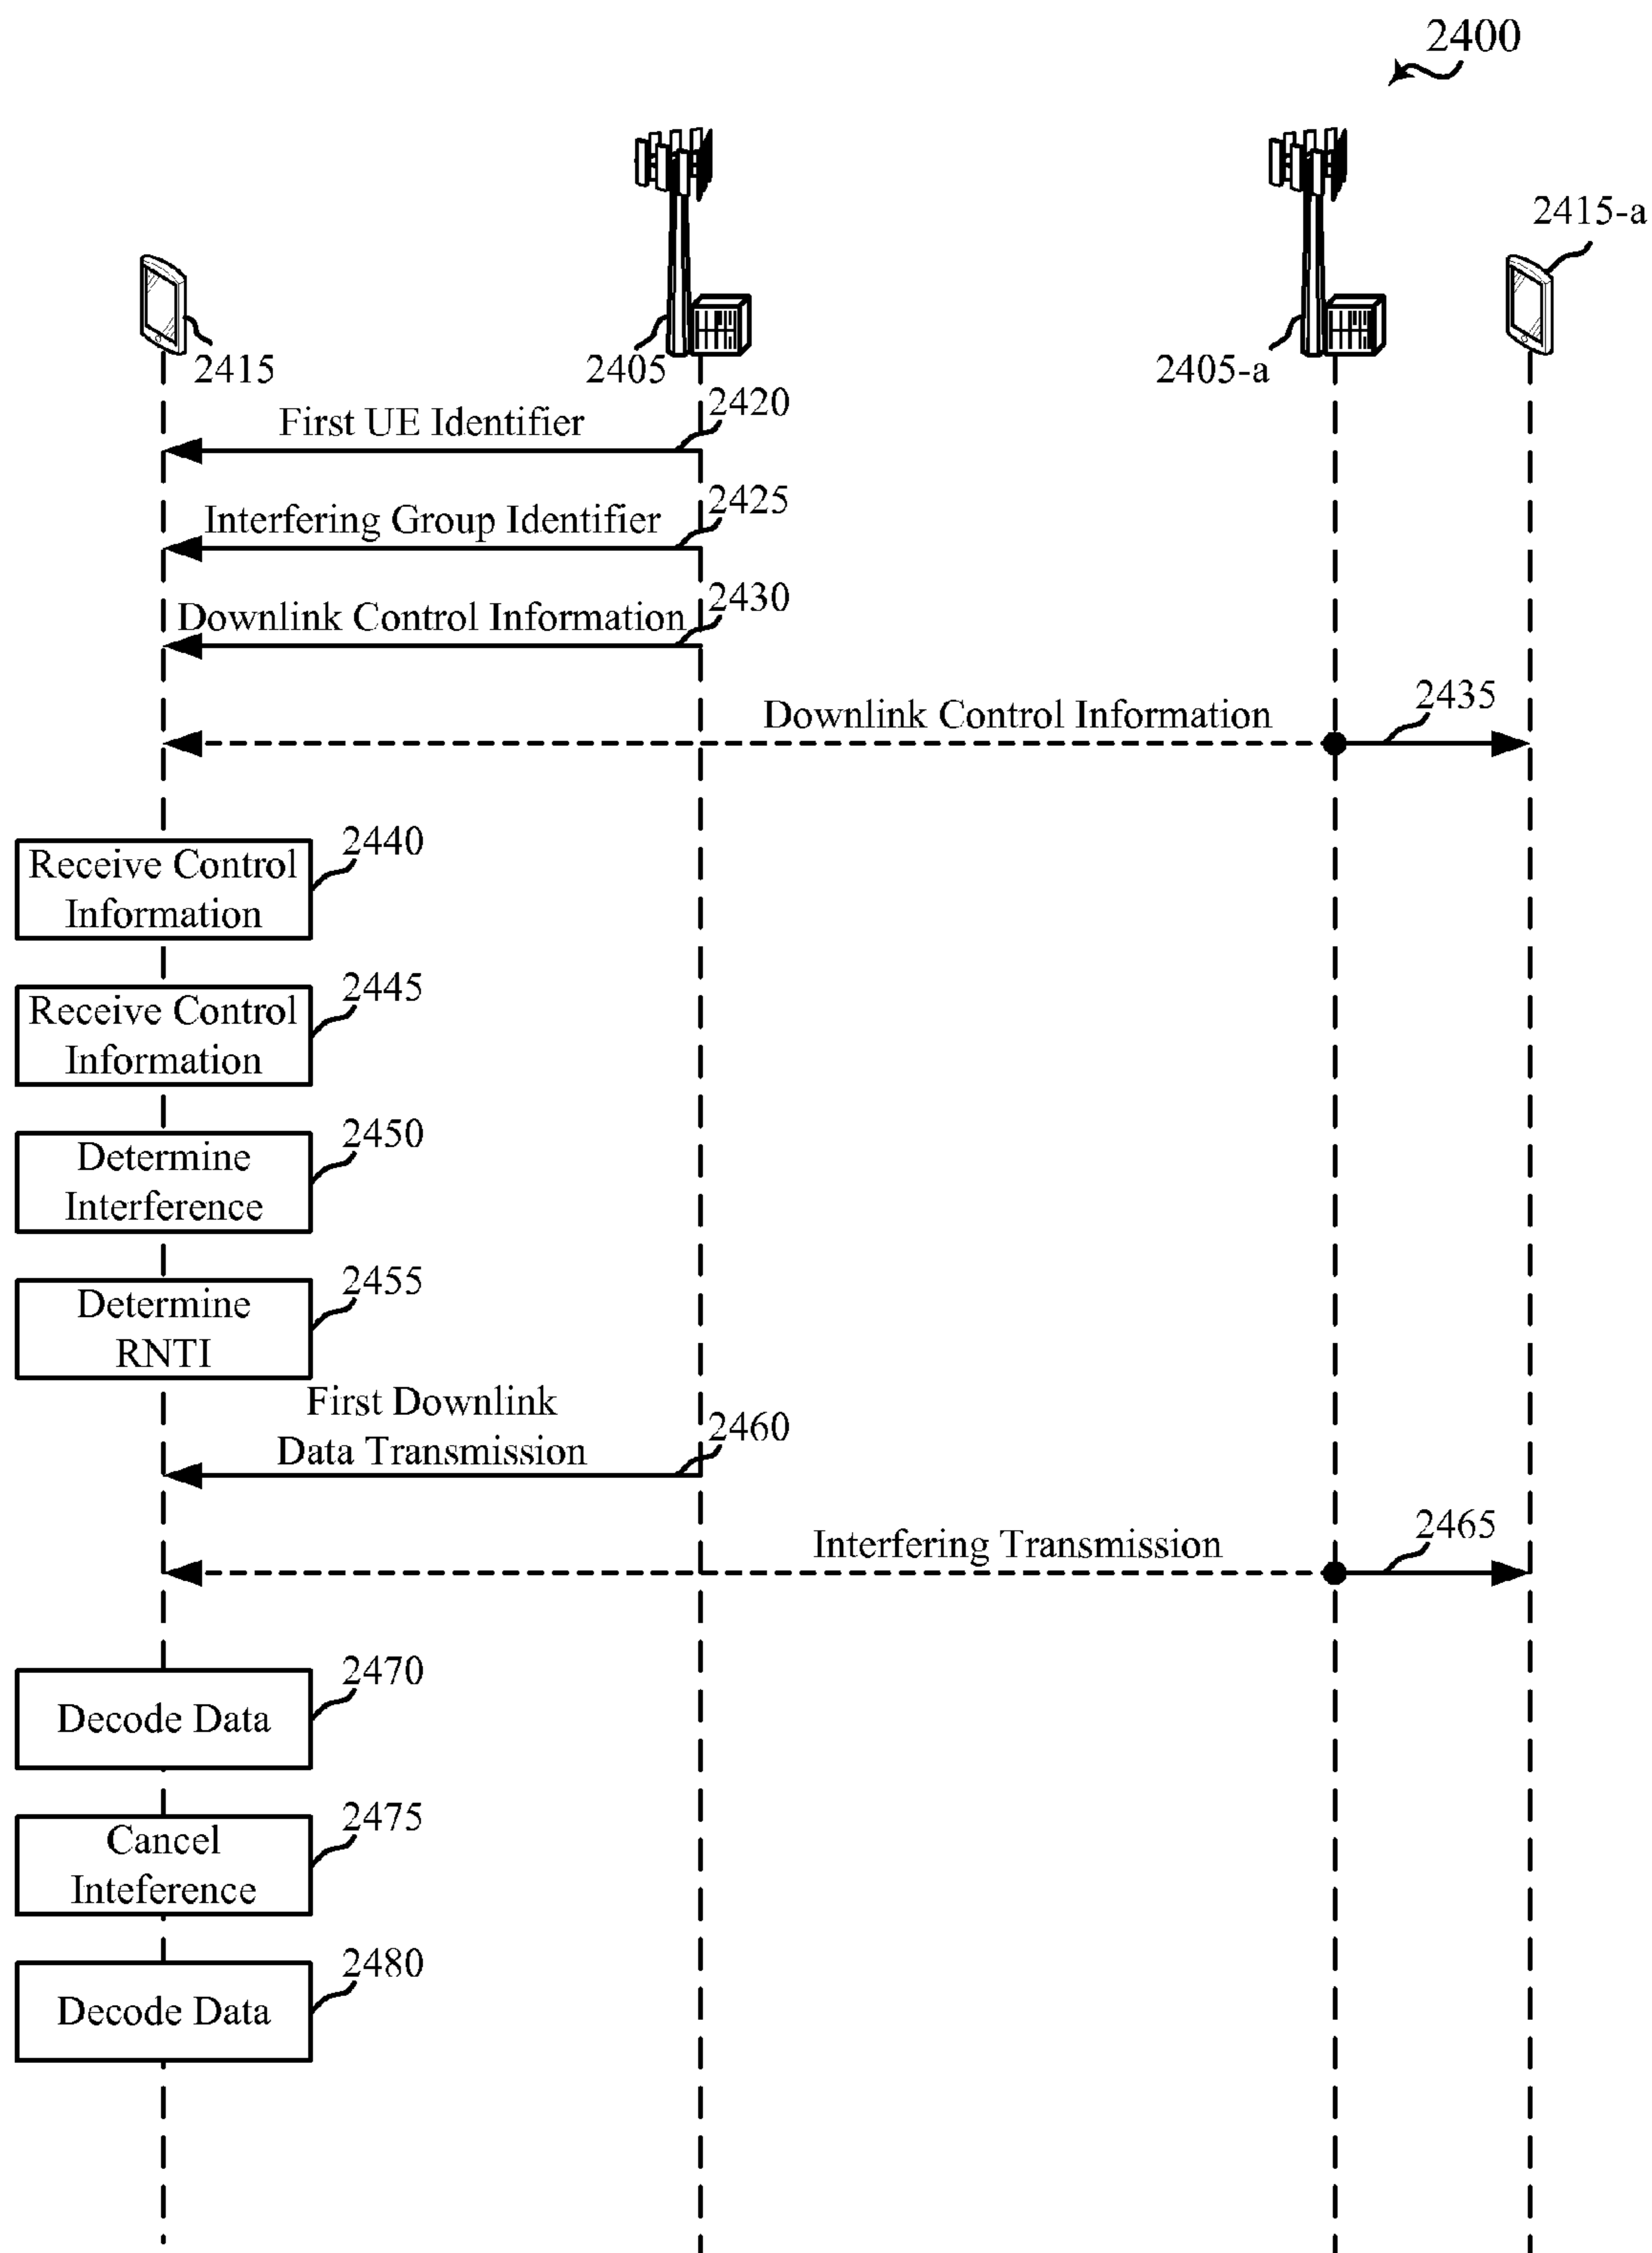 2400
2415-a
2415
2405
2405-a
2420
First UE Identifier
2425
Interfering Group Identifier
2430
Downlink Control Information
2435
Downlink Control Information
2440
Receive Control
Information
2445
Receive Control
Information
2450
Determine
Interference
2455
Determine
RNTI
First Downlink
Data Transmission
2460
2465
Interfering Transmission
2470
Decode Data
2475
Cancel
Inteference
2480
Decode Data